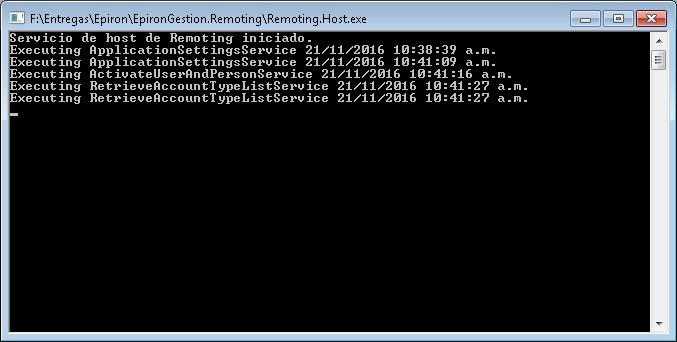 F:\Entregas\Epiron\EpironGestion.Remoting\Remoting.Host.exe
Servicio de host de Remoting iniciado.
Executing ApplicationSettingsService 21/11/2016 10:38:39 a.m.
Executing ApplicationSettingsService 21/11/2016 10:41:09 a.m.
Executing ActivateUserAndPersonService 21/11/2016 10:41:16 a.m.
Executing RetrieveAccountTypeListService 21/11/2016 10:41:27 a.m.
Executing RetrieveAccountTypeListService 21/11/2016 10:41:27 a.m.